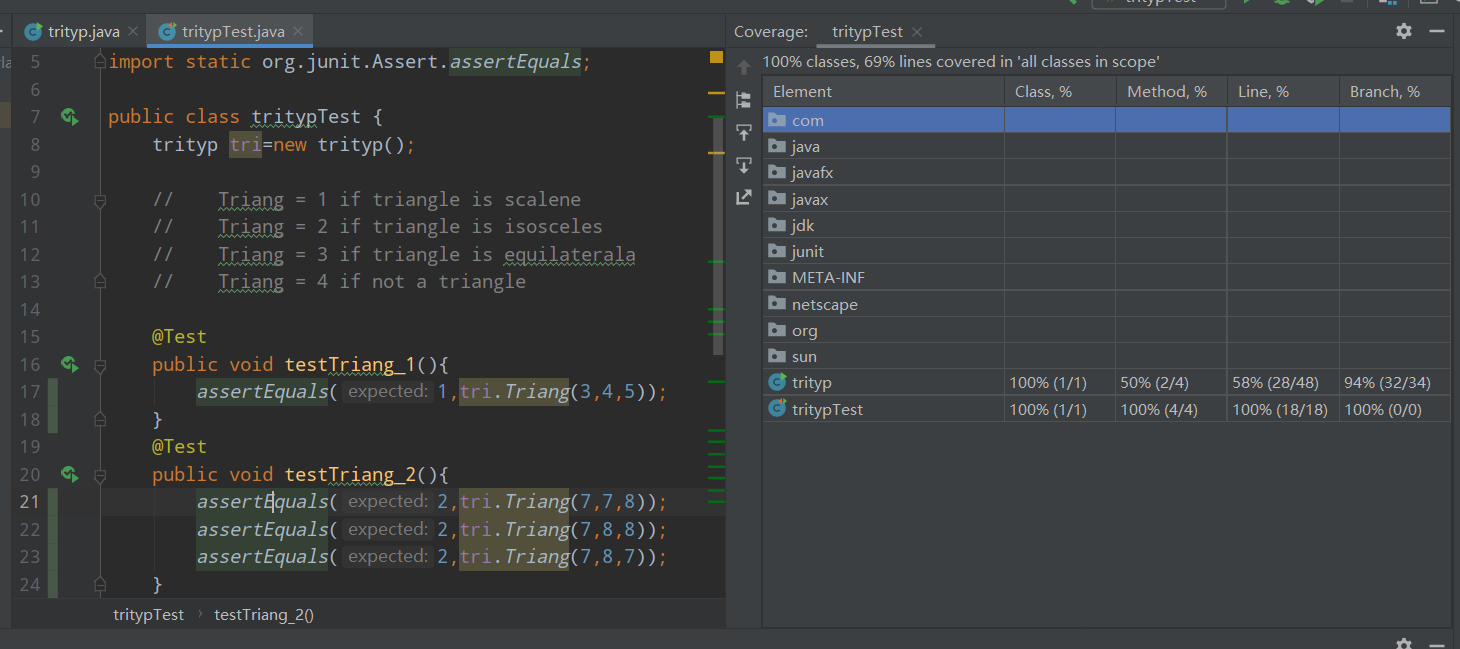 trityp.java
tritypTest.java
5 import static org.junit.Assert.assertEquals;
6
7 public class tritypTest {
8 trityp tri=new trityp();
9
10 // Triang = 1 if triangle is scalene
11 // Triang = 2 if triangle is isosceles
12 // Triang = 3 if triangle is equilaterala
13 // Triang = 4 if not a triangle
14
15 @Test
16 public void testTriang_1(){
17 assertEquals( expected: 1,tri.Triang(3,4,5));
18 }
19 @Test
20 public void testTriang_2(){
21 assertEquals( expected: 2,tri.Triang(7,7,8));
22 assertEquals( expected: 2,tri.Triang(7,8,8));
23 assertEquals( expected: 2,tri.Triang(7,8,7));
24 }
tritypTest › testTriang_2()
Coverage: tritypTest
100% classes, 69% lines covered in 'all classes in scope'
Element Class, % Method, % Line, % Branch, %
com
java
javafx
javax
jdk
junit
META-INF
netscape
org
sun
trityp 100% (1/1) 50% (2/4) 58% (28/48) 94% (32/34)
tritypTest 100% (1/1) 100% (4/4) 100% (18/18) 100% (0/0)